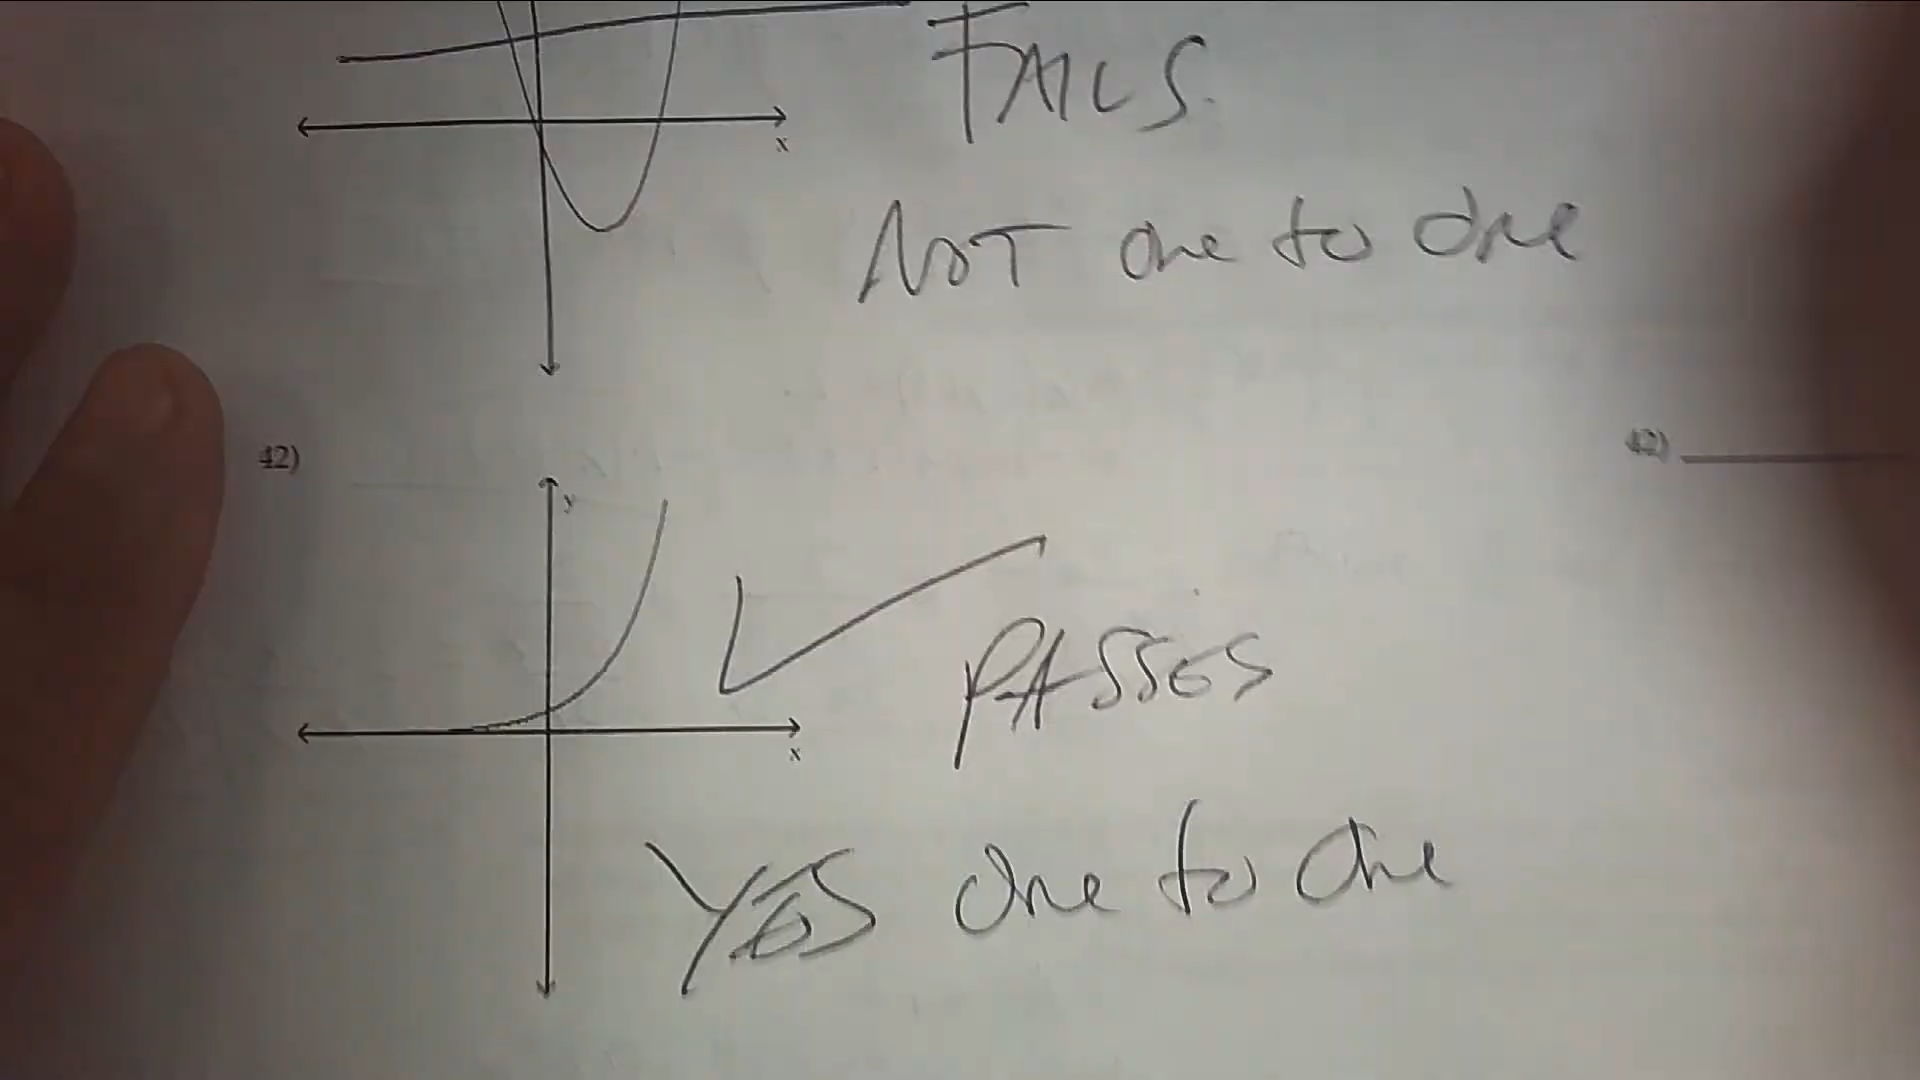 FAILS.
x
NOT one to one
42)
42)
y
PASSES
x
YES one to one